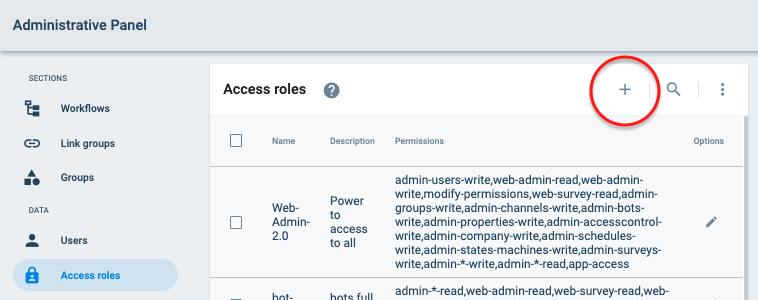 Administrative Panel
SECTIONS
Workflows
Link groups
Groups
DATA
Users
Access roles
Access roles ?
Name Description Permissions Options
Web-
Admin-
2.0
Power
to
access
to all
admin-users-write,web-admin-read,web-admin-
write,modify-permissions,web-survey-read,admin-
groups-write,admin-channels-write,admin-bots-
write,admin-properties-write,admin-accesscontrol-
write,admin-company-write,admin-schedules-
write,admin-states-machines-write,admin-surveys-
write,admin-*-write,admin-*-read,app-access
bot-
bots full
admin-*-read,web-admin-read,web-survey-read,web-